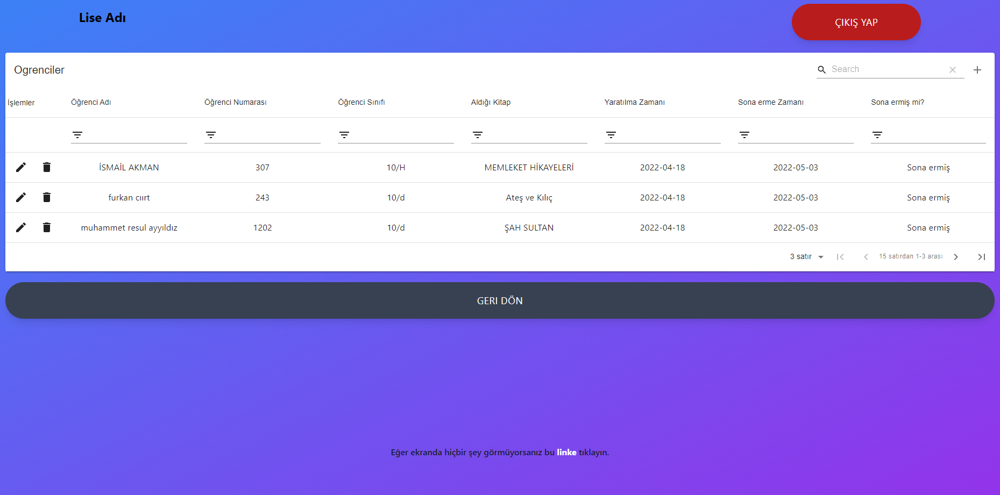 Lise Adı
ÇIKIŞ YAP
Ogrenciler
Search
İşlemler Öğrenci Adı Öğrenci Numarası Öğrenci Sınıfı Aldığı Kitap Yaratılma Zamanı Sona erme Zamanı Sona ermiş mi?
İSMAİL AKMAN 307 10/H MEMLEKET HİKAYELERİ 2022-04-18 2022-05-03 Sona ermiş
furkan cıırt 243 10/d Ateş ve Kılıç 2022-04-18 2022-05-03 Sona ermiş
muhammet resul ayyıldız 1202 10/d ŞAH SULTAN 2022-04-18 2022-05-03 Sona ermiş
3 satır 15 satırdan 1-3 arası
GERI DÖN
Eğer ekranda hiçbir şey görmüyorsanız bu linke tıklayın.